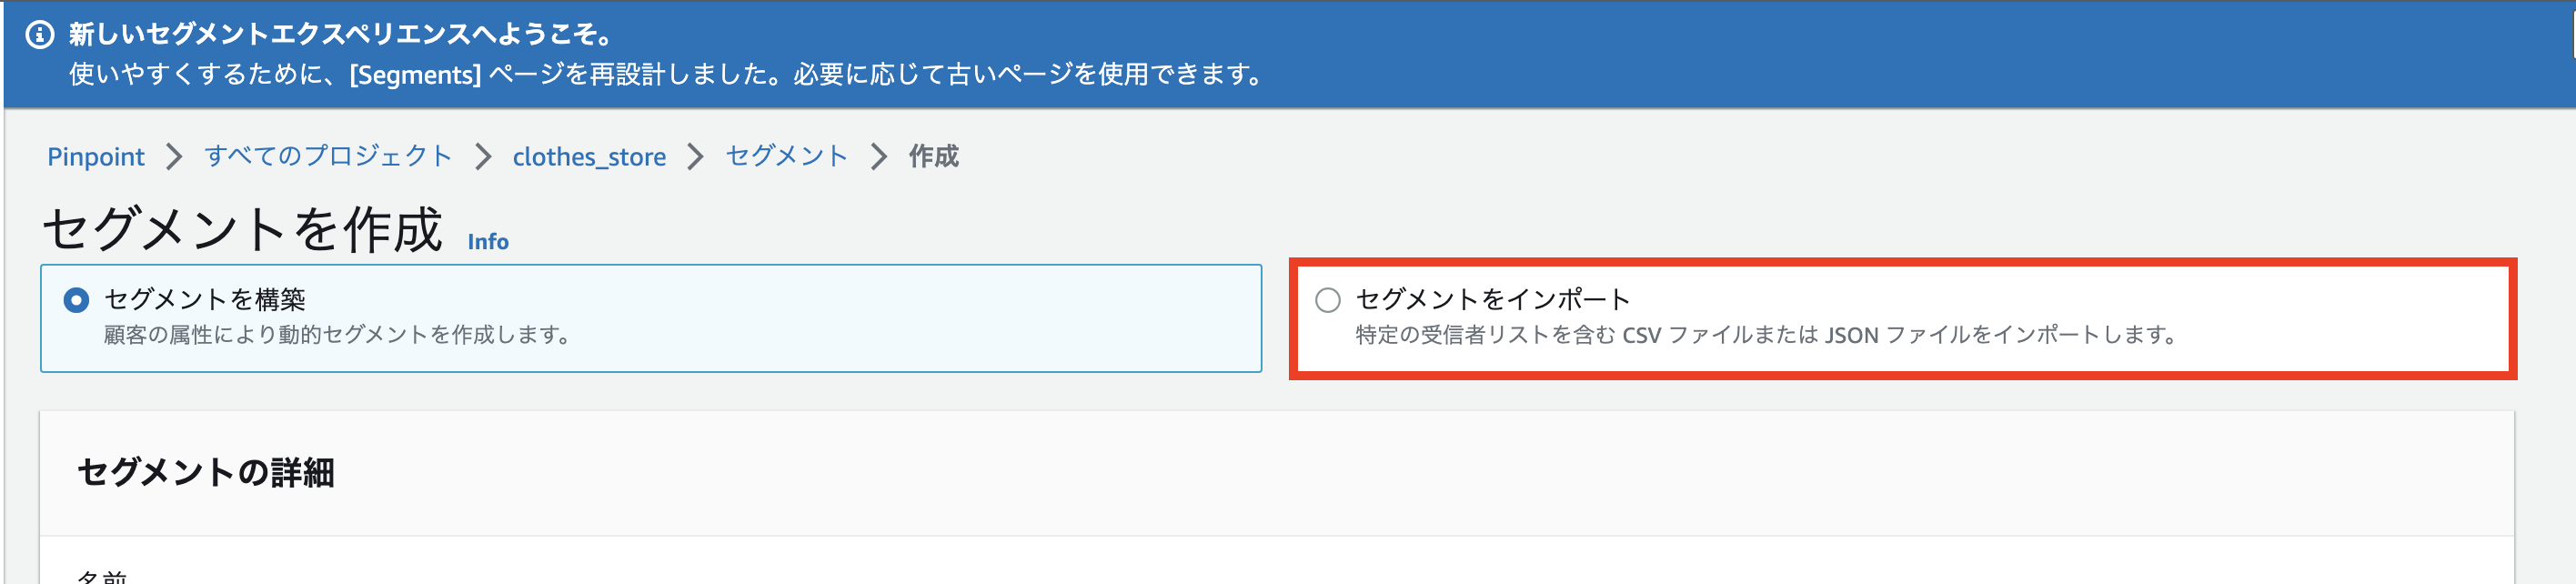 新しいセグメントエクスペリエンスへようこそ。
使いやすくするために、[Segments] ページを再設計しました。必要に応じて古いページを使用できます。
Pinpoint > すべてのプロジェクト > clothes_store > セグメント > 作成
セグメントを作成 Info
セグメントを構築
顧客の属性により動的セグメントを作成します。
セグメントをインポート
特定の受信者リストを含む CSV ファイルまたは JSON ファイルをインポートします。
セグメントの詳細
名前